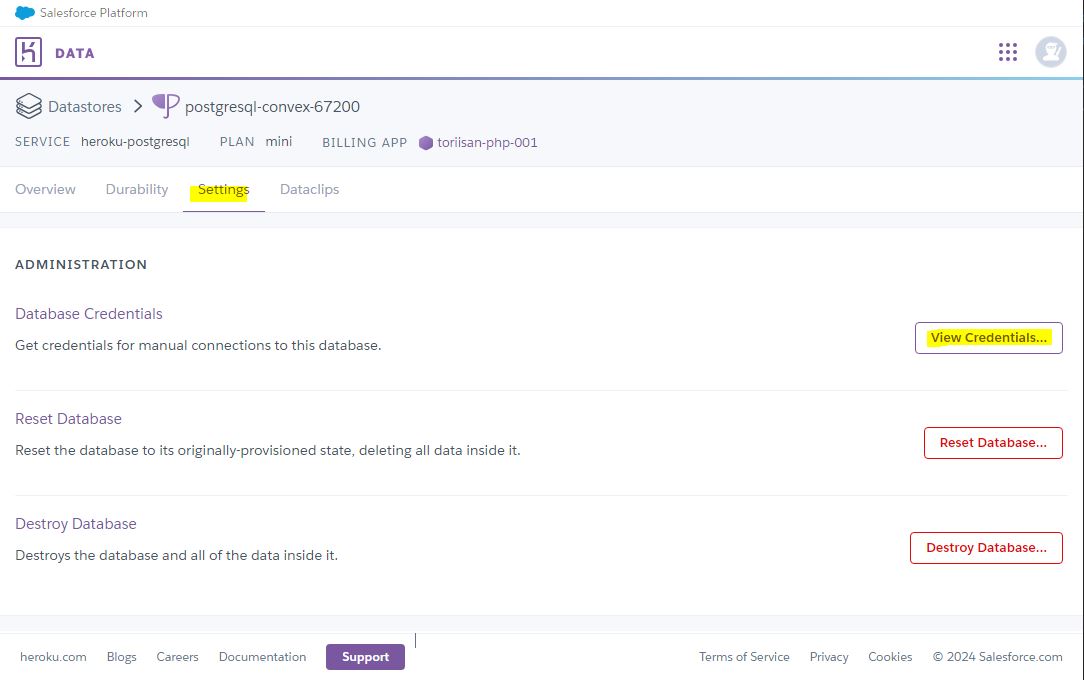 Salesforce Platform
DATA
Datastores postgresql-convex-67200
SERVICE heroku-postgresql PLAN mini BILLING APP toriisan-php-001
Overview Durability Settings Dataclips
ADMINISTRATION
Database Credentials
Get credentials for manual connections to this database.
View Credentials...
Reset Database
Reset the database to its originally-provisioned state, deleting all data inside it.
Reset Database...
Destroy Database
Destroys the database and all of the data inside it.
Destroy Database...
heroku.com Blogs Careers Documentation Support Terms of Service Privacy Cookies © 2024 Salesforce.com